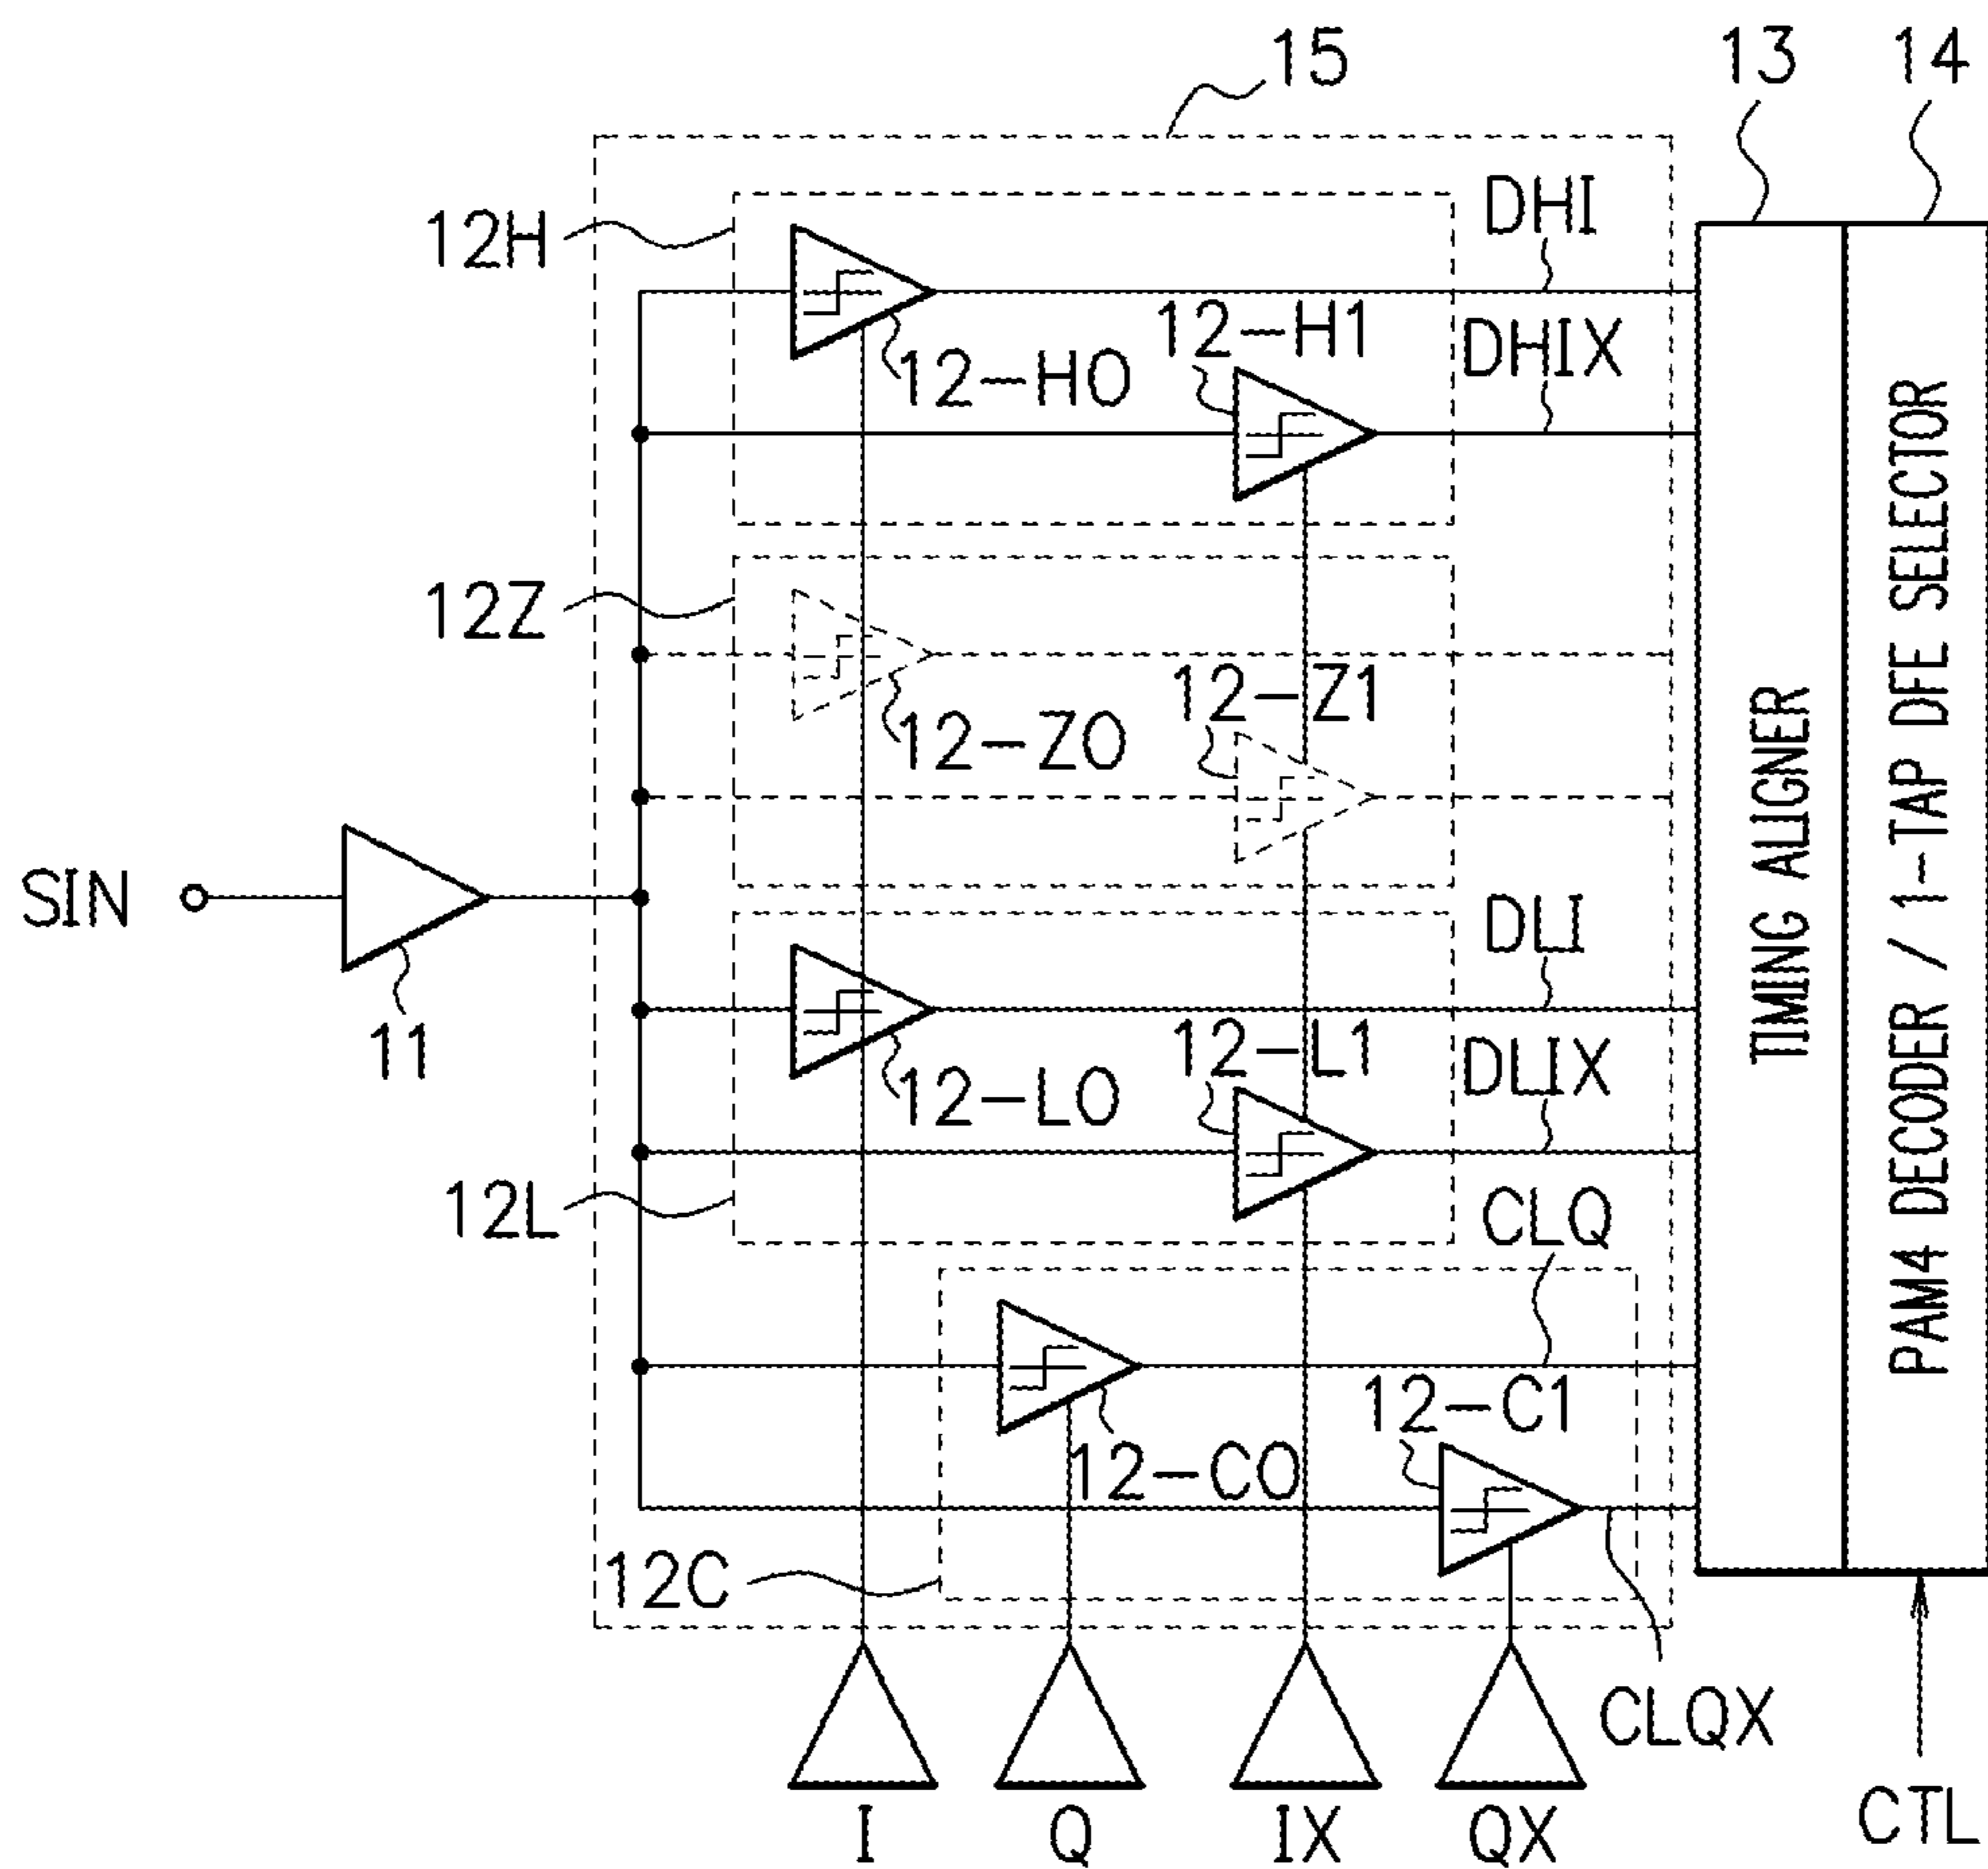 15
13
14
12H
DHI
12-H0
12-H1
DHIX
12Z
12-Z0
12-Z1
SIN
11
DLI
12-L0
12-L1
DLIX
12L
CLQ
12-C0
12-C1
12C
CLQX
TIMING ALIGNER
PAM4 DECODER / 1-TAP DFE SELECTOR
I
Q
IX
QX
CTL